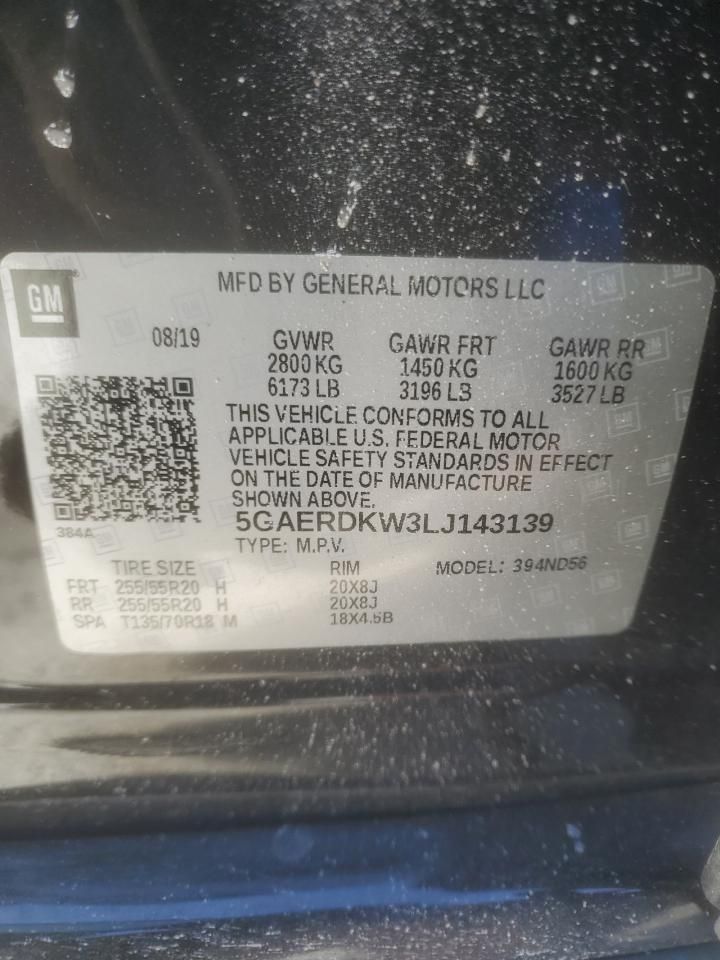 GM
MFD BY GENERAL MOTORS LLC
08/19 GVWR GAWR FRT GAWR RR
2800 KG 1450 KG 1600 KG
6173 LB 3196 LB 3527 LB
THIS VEHICLE CONFORMS TO ALL
APPLICABLE U.S. FEDERAL MOTOR
VEHICLE SAFETY STANDARDS IN EFFECT
ON THE DATE OF MANUFACTURE
SHOWN ABOVE.
384A
5GAERDKW3LJ143139
TYPE: M.P.V.
TIRE SIZE RIM MODEL: 394ND56
FRT 255/55R20 H 20X8J
RR 255/55R20 H 20X8J
SPA T135/70R18 M 18X4.5B